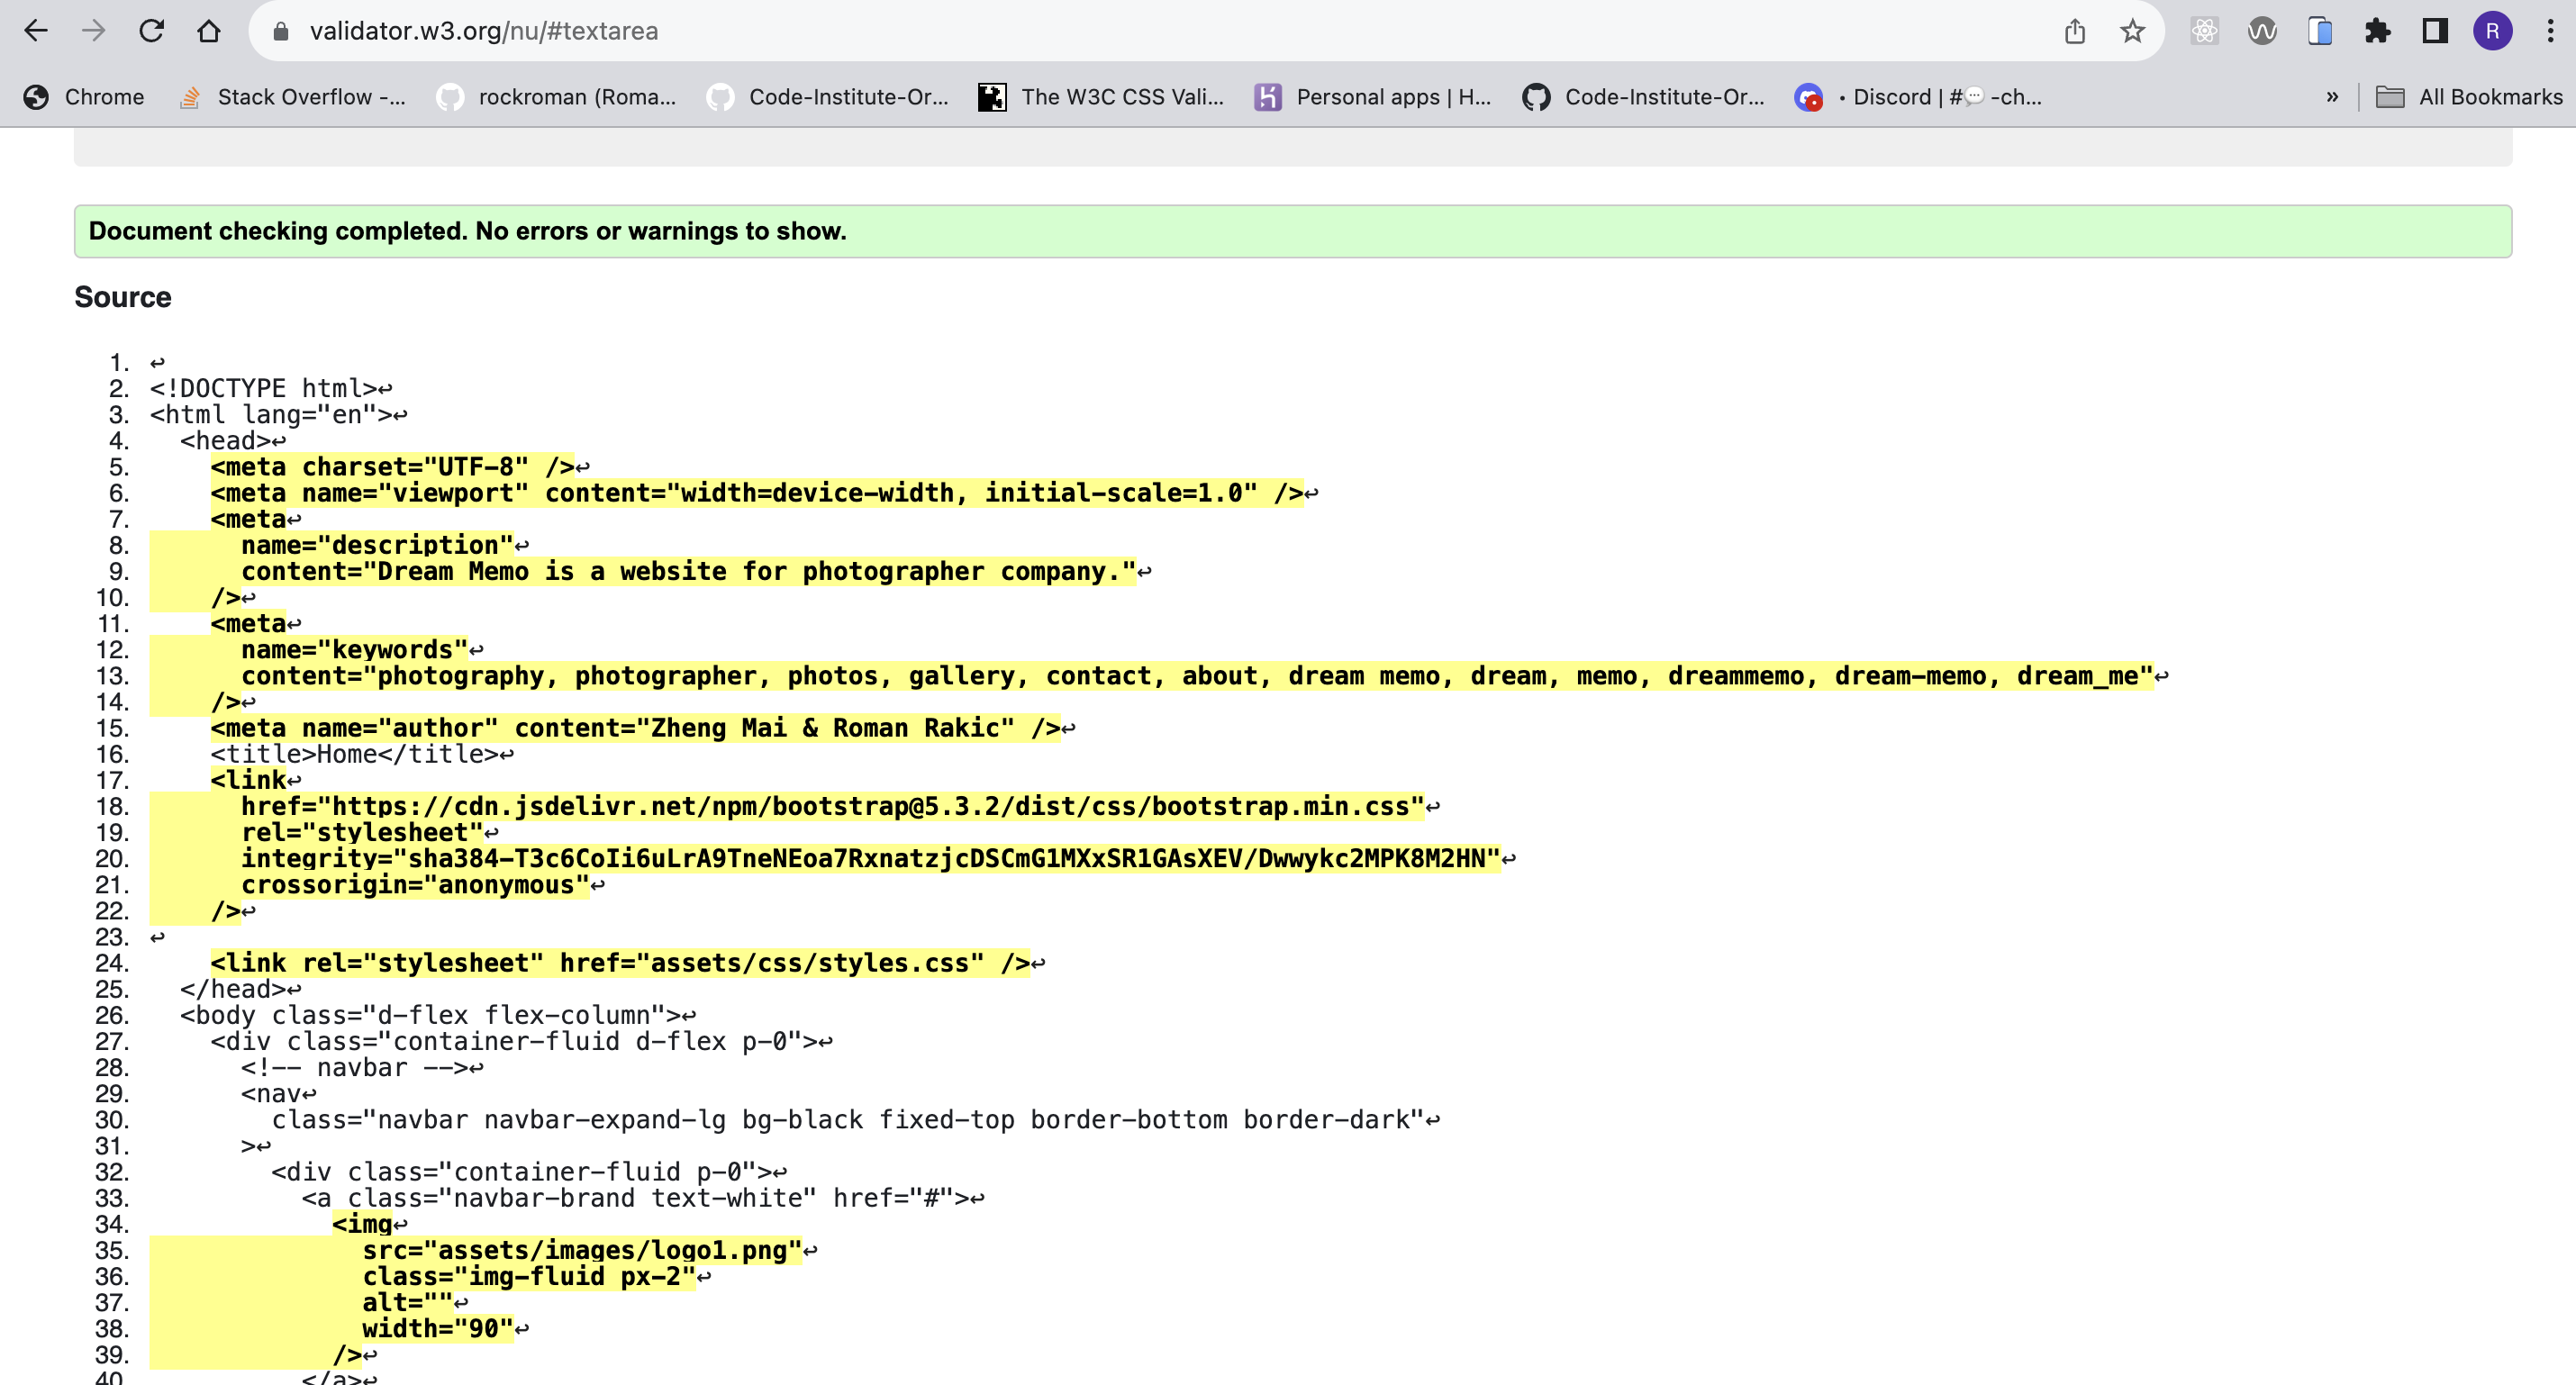 validator.w3.org/nu/#textarea
R
Chrome
Stack Overflow -...
rockroman (Roma...
Code-Institute-Or...
The W3C CSS Vali...
Personal apps | H...
Code-Institute-Or...
• Discord | #💬 -ch...
»
All Bookmarks
Document checking completed. No errors or warnings to show.
Source
1. ↩
2. <!DOCTYPE html>↩
3. <html lang="en">↩
4. <head>↩
5. <meta charset="UTF-8" />↩
6. <meta name="viewport" content="width=device-width, initial-scale=1.0" />↩
7. <meta↩
8. name="description"↩
9. content="Dream Memo is a website for photographer company."↩
10. />↩
11. <meta↩
12. name="keywords"↩
13. content="photography, photographer, photos, gallery, contact, about, dream memo, dream, memo, dreammemo, dream-memo, dream_me"↩
14. />↩
15. <meta name="author" content="Zheng Mai & Roman Rakic" />↩
16. <title>Home</title>↩
17. <link↩
18. href="https://cdn.jsdelivr.net/npm/bootstrap@5.3.2/dist/css/bootstrap.min.css"↩
19. rel="stylesheet"↩
20. integrity="sha384-T3c6CoIi6uLrA9TneNEoa7RxnatzjcDSCmG1MXxSR1GAsXEV/Dwwykc2MPK8M2HN"↩
21. crossorigin="anonymous"↩
22. />↩
23. ↩
24. <link rel="stylesheet" href="assets/css/styles.css" />↩
25. </head>↩
26. <body class="d-flex flex-column">↩
27. <div class="container-fluid d-flex p-0">↩
28. <!-- navbar -->↩
29. <nav↩
30. class="navbar navbar-expand-lg bg-black fixed-top border-bottom border-dark"↩
31. >↩
32. <div class="container-fluid p-0">↩
33. <a class="navbar-brand text-white" href="#">↩
34. <img↩
35. src="assets/images/logo1.png"↩
36. class="img-fluid px-2"↩
37. alt=""↩
38. width="90"↩
39. />↩
40. </a>↩